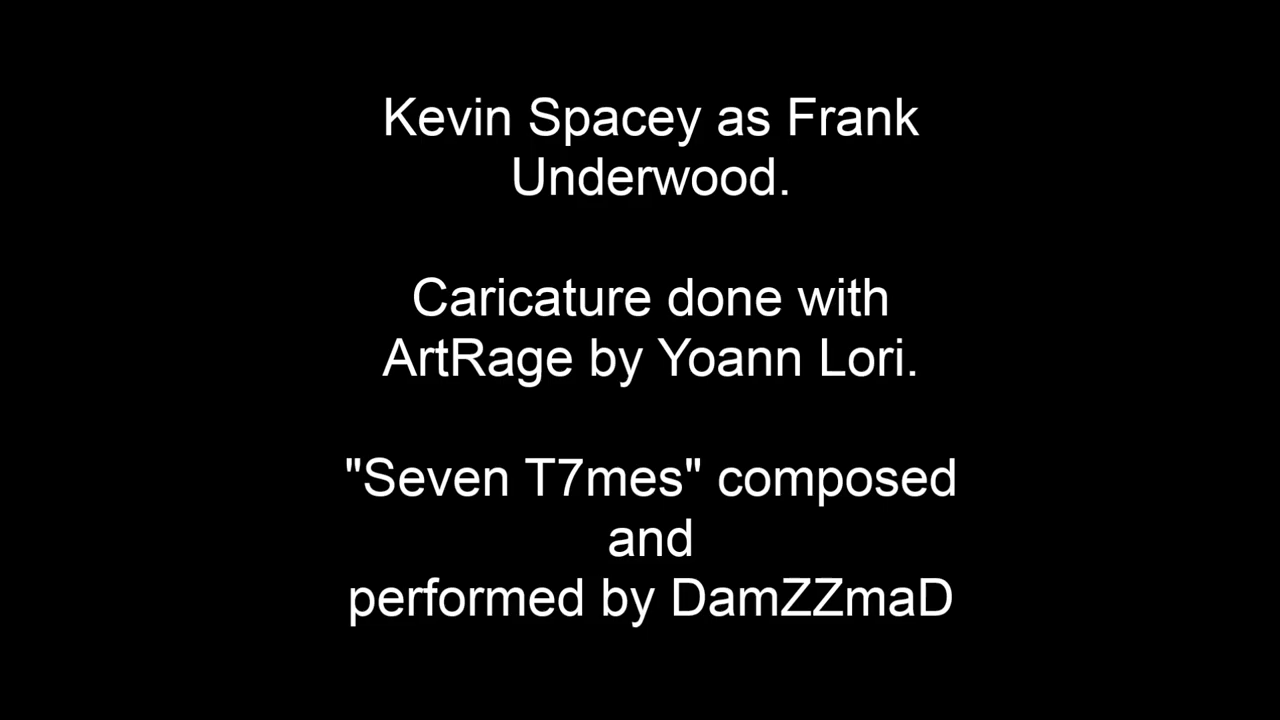 Kevin Spacey as Frank
Underwood.
Caricature done with
ArtRage by Yoann Lori.
"Seven T7mes" composed
and
performed by DamZZmaD